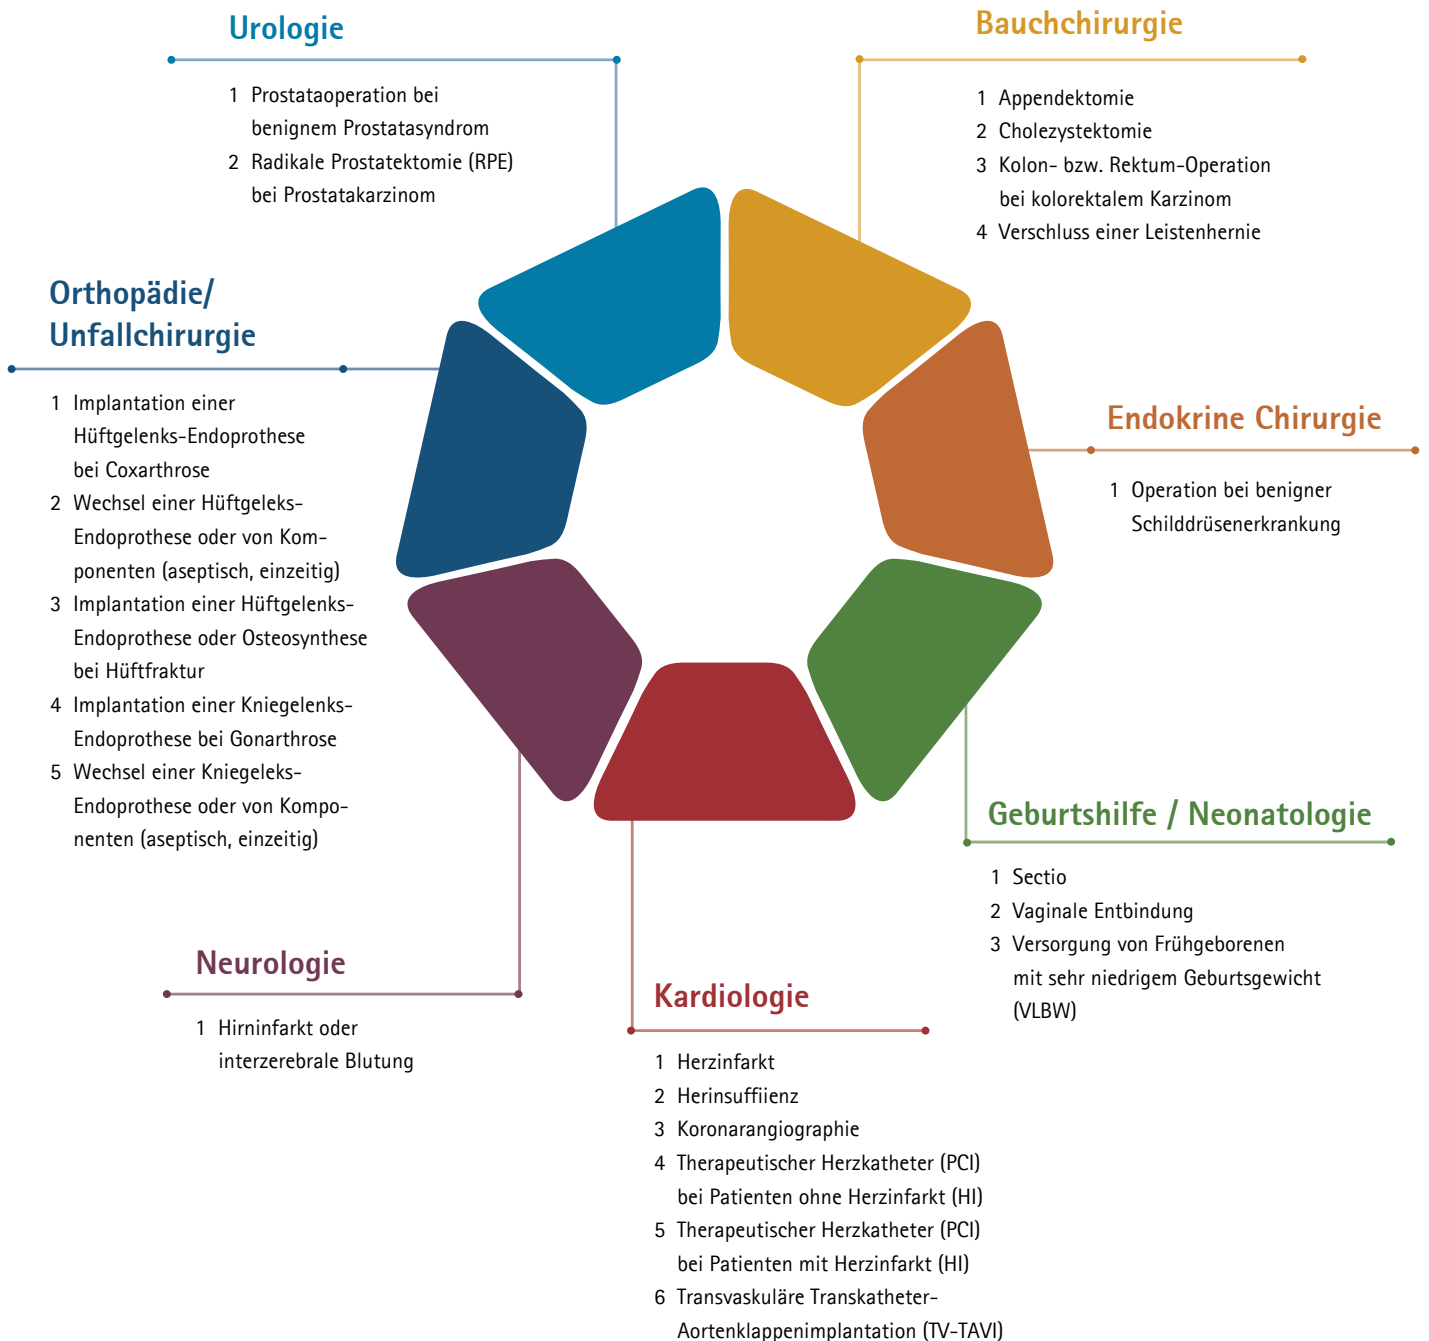 Urologie
1 Prostataoperation bei
benignem Prostatasyndrom
2 Radikale Prostatektomie (RPE)
bei Prostatakarzinom
Bauchchirurgie
1 Appendektomie
2 Cholezystektomie
3 Kolon- bzw. Rektum-Operation
bei kolorektalem Karzinom
4 Verschluss einer Leistenhernie
Orthopädie/
Unfallchirurgie
1 Implantation einer
Hüftgelenks-Endoprothese
bei Coxarthrose
2 Wechsel einer Hüftgeleks-
Endoprothese oder von Kom-
ponenten (aseptisch, einzeitig)
3 Implantation einer Hüftgelenks-
Endoprothese oder Osteosynthese
bei Hüftfraktur
4 Implantation einer Kniegelenks-
Endoprothese bei Gonarthrose
5 Wechsel einer Kniegeleks-
Endoprothese oder von Kompo-
nenten (aseptisch, einzeitig)
Endokrine Chirurgie
1 Operation bei benigner
Schilddrüsenerkrankung
Geburtshilfe / Neonatologie
1 Sectio
2 Vaginale Entbindung
3 Versorgung von Frühgeborenen
mit sehr niedrigem Geburtsgewicht
(VLBW)
Neurologie
1 Hirninfarkt oder
interzerebrale Blutung
Kardiologie
1 Herzinfarkt
2 Herinsuffiienz
3 Koronarangiographie
4 Therapeutischer Herzkatheter (PCI)
bei Patienten ohne Herzinfarkt (HI)
5 Therapeutischer Herzkatheter (PCI)
bei Patienten mit Herzinfarkt (HI)
6 Transvaskuläre Transkatheter-
Aortenklappenimplantation (TV-TAVI)